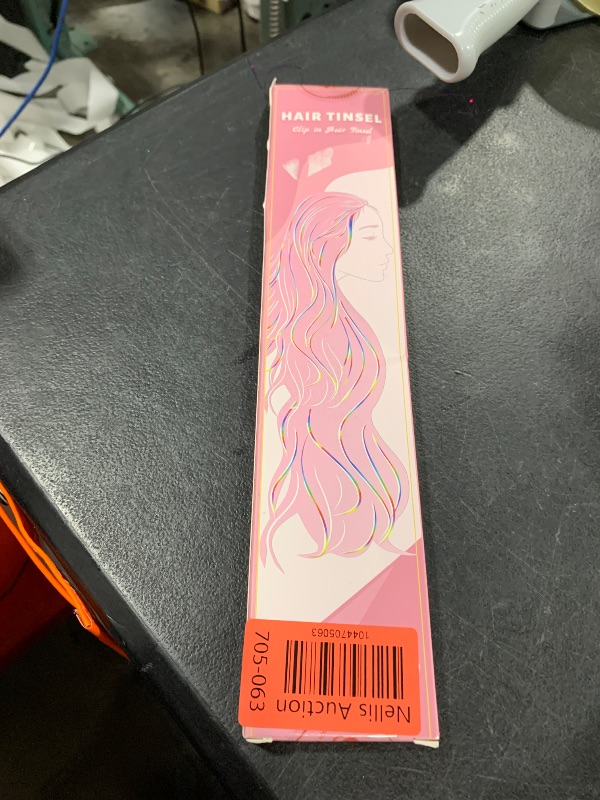 HAIR TINSEL
Clip in Hair Tinsel
1044705063
705-063
Nellis Auction